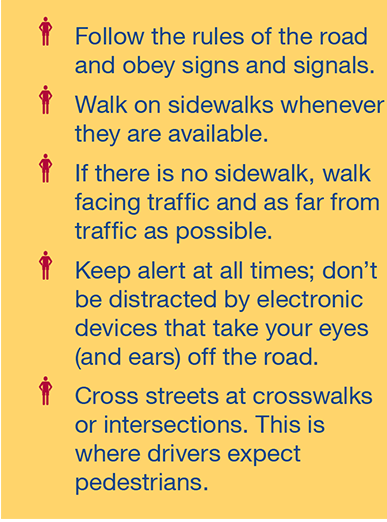 Follow the rules of the road
and obey signs and signals.
Walk on sidewalks whenever
they are available.
If there is no sidewalk, walk
facing traffic and as far from
traffic as possible.
Keep alert at all times; don’t
be distracted by electronic
devices that take your eyes
(and ears) off the road.
Cross streets at crosswalks
or intersections. This is
where drivers expect
pedestrians.